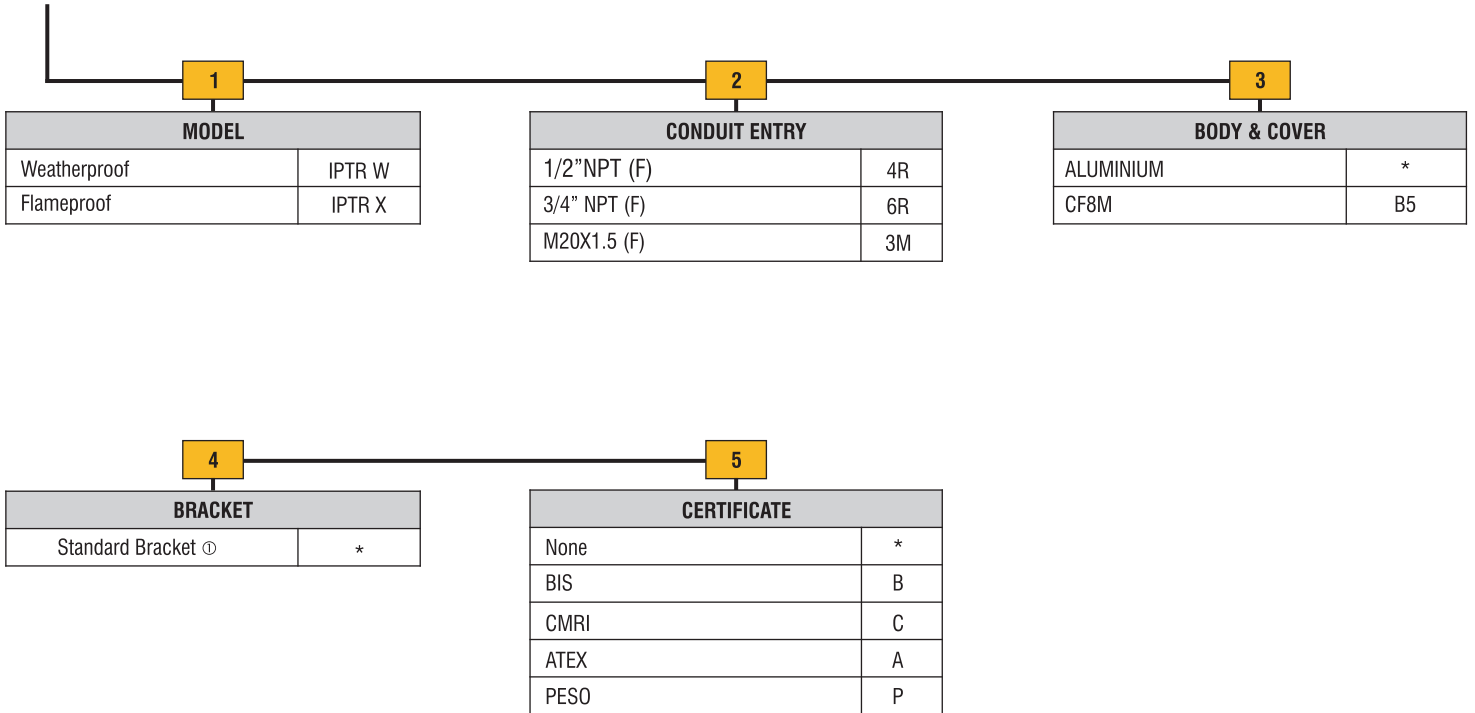 1 2 3
MODEL
Weatherproof IPTR W
Flameproof IPTR X
CONDUIT ENTRY
1/2”NPT (F) 4R
3/4” NPT (F) 6R
M20X1.5 (F) 3M
BODY & COVER
ALUMINIUM *
CF8M B5
4 5
BRACKET
Standard Bracket ① *
CERTIFICATE
None *
BIS B
CMRI C
ATEX A
PESO P